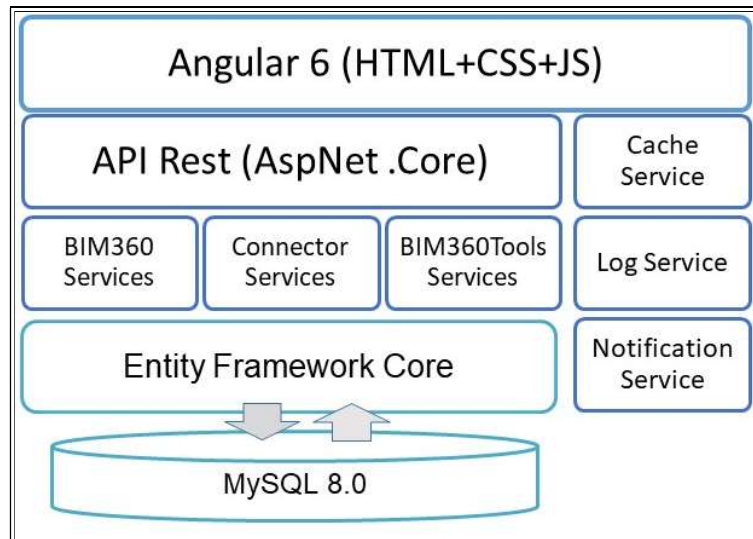 Angular 6 (HTML+CSS+JS)
API Rest (AspNet .Core)
Cache
Service
BIM360
Services
Connector
Services
BIM360Tools
Services
Log Service
Entity Framework Core
Notification
Service
MySQL 8.0